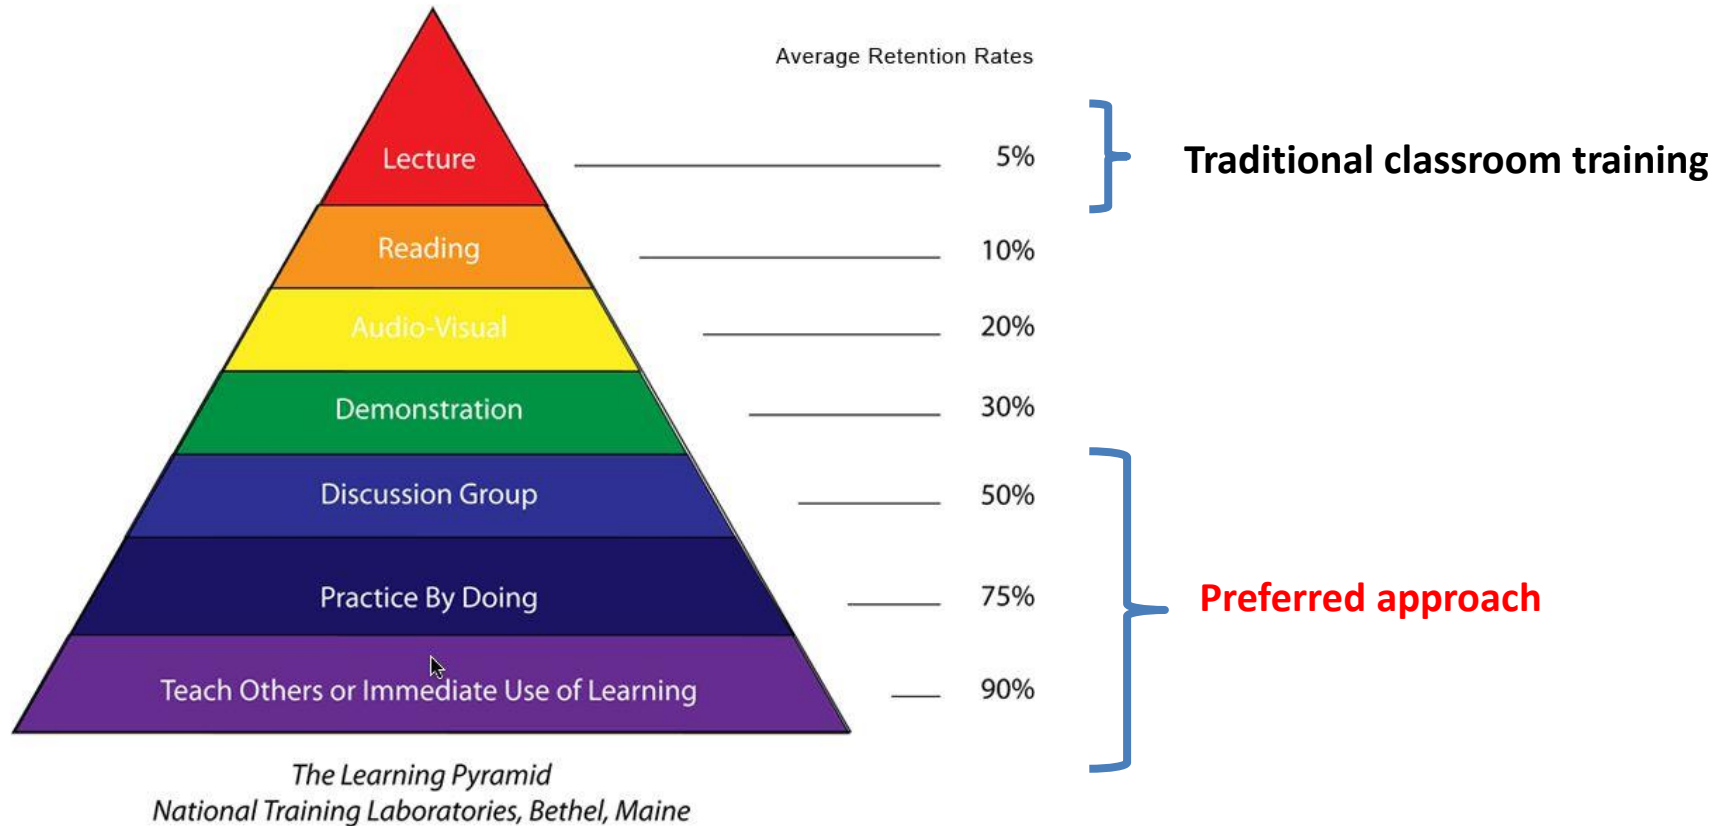 Average Retention Rates
Lecture 5% Traditional classroom training
Reading 10%
Audio-Visual 20%
Demonstration 30%
Discussion Group 50%
Practice By Doing 75% Preferred approach
Teach Others or Immediate Use of Learning 90%
The Learning Pyramid
National Training Laboratories, Bethel, Maine